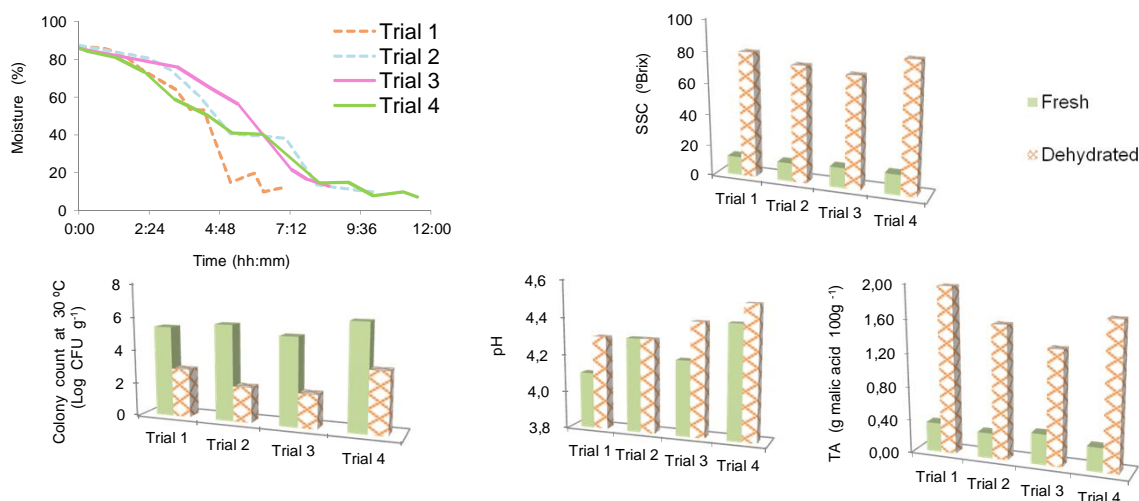 100
80
60
40
20
0
Moisture (%)
0:00 2:24 4:48 7:12 9:36 12:00
Time (hh:mm)
Trial 1
Trial 2
Trial 3
Trial 4
100
80
60
40
20
0
SSC (ºBrix)
Trial 1 Trial 2 Trial 3 Trial 4
Fresh
Dehydrated
8
6
4
2
0
Colony count at 30 ºC
(Log CFU g⁻¹)
Trial 1 Trial 2 Trial 3 Trial 4
4,6
4,4
4,2
4,0
3,8
pH
Trial 1 Trial 2 Trial 3 Trial 4
2,00
1,60
1,20
0,80
0,40
0,00
TA (g malic acid 100g ⁻¹)
Trial 1 Trial 2 Trial 3 Trial 4